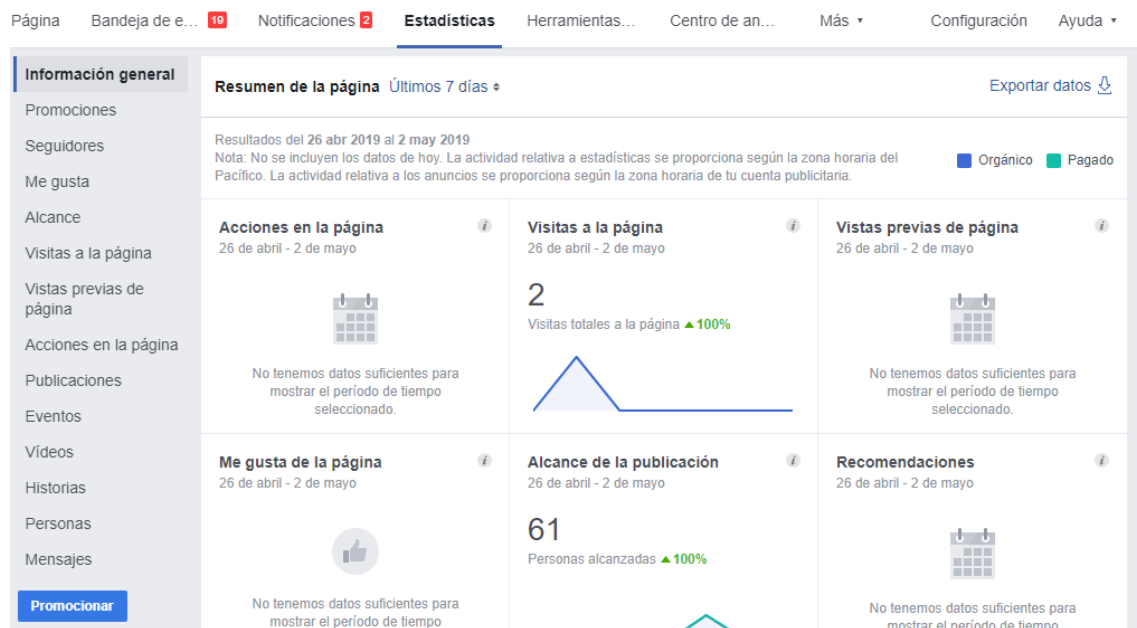 Página Bandeja de e... 19 Notificaciones 2 Estadísticas Herramientas... Centro de an... Más Configuración Ayuda
Información general
Promociones
Seguidores
Me gusta
Alcance
Visitas a la página
Vistas previas de
página
Acciones en la página
Publicaciones
Eventos
Vídeos
Historias
Personas
Mensajes
Promocionar
Resumen de la página Últimos 7 días
Exportar datos
Resultados del 26 abr 2019 al 2 may 2019
Nota: No se incluyen los datos de hoy. La actividad relativa a estadísticas se proporciona según la zona horaria del
Pacífico. La actividad relativa a los anuncios se proporciona según la zona horaria de tu cuenta publicitaria.
Orgánico Pagado
Acciones en la página i
26 de abril - 2 de mayo
No tenemos datos suficientes para
mostrar el período de tiempo
seleccionado.
Visitas a la página i
26 de abril - 2 de mayo
2
Visitas totales a la página ▲100%
Vistas previas de página i
26 de abril - 2 de mayo
No tenemos datos suficientes para
mostrar el período de tiempo
seleccionado.
Me gusta de la página i
26 de abril - 2 de mayo
No tenemos datos suficientes para
mostrar el período de tiempo
Alcance de la publicación i
26 de abril - 2 de mayo
61
Personas alcanzadas ▲100%
Recomendaciones i
26 de abril - 2 de mayo
No tenemos datos suficientes para
mostrar el período de tiempo